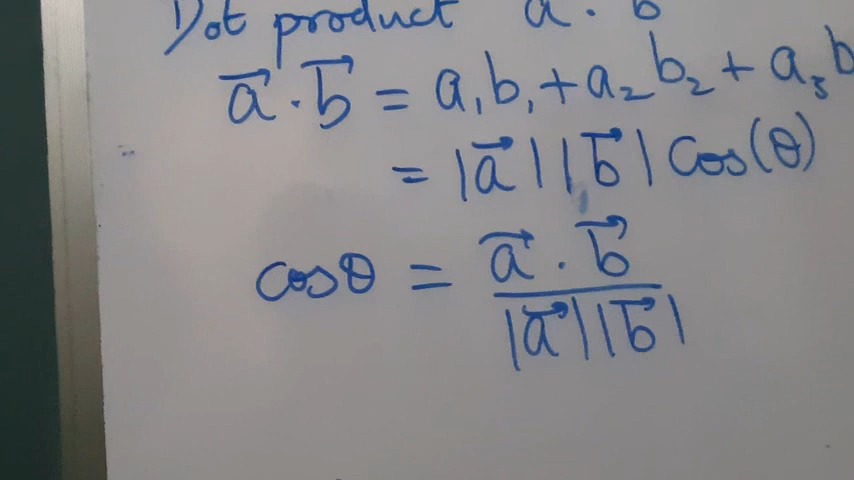 Dot product a · b
a⃗ · b⃗ = a₁b₁ + a₂b₂ + a₃b
= |a⃗| |b⃗| cos(θ)
cosθ = a⃗ · b⃗ / |a⃗| |b⃗|